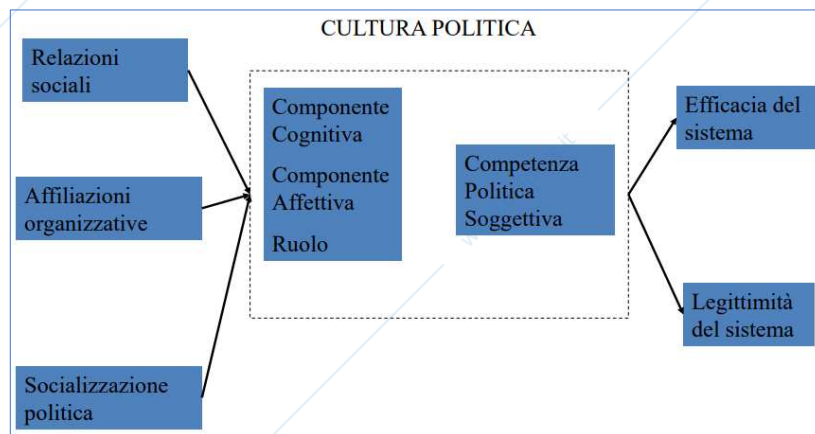 CULTURA POLITICA
Relazioni
sociali
Affiliazioni
organizzative
Socializzazione
politica
Componente
Cognitiva
Componente
Affettiva
Ruolo
Competenza
Politica
Soggettiva
Efficacia del
sistema
Legittimità
del sistema